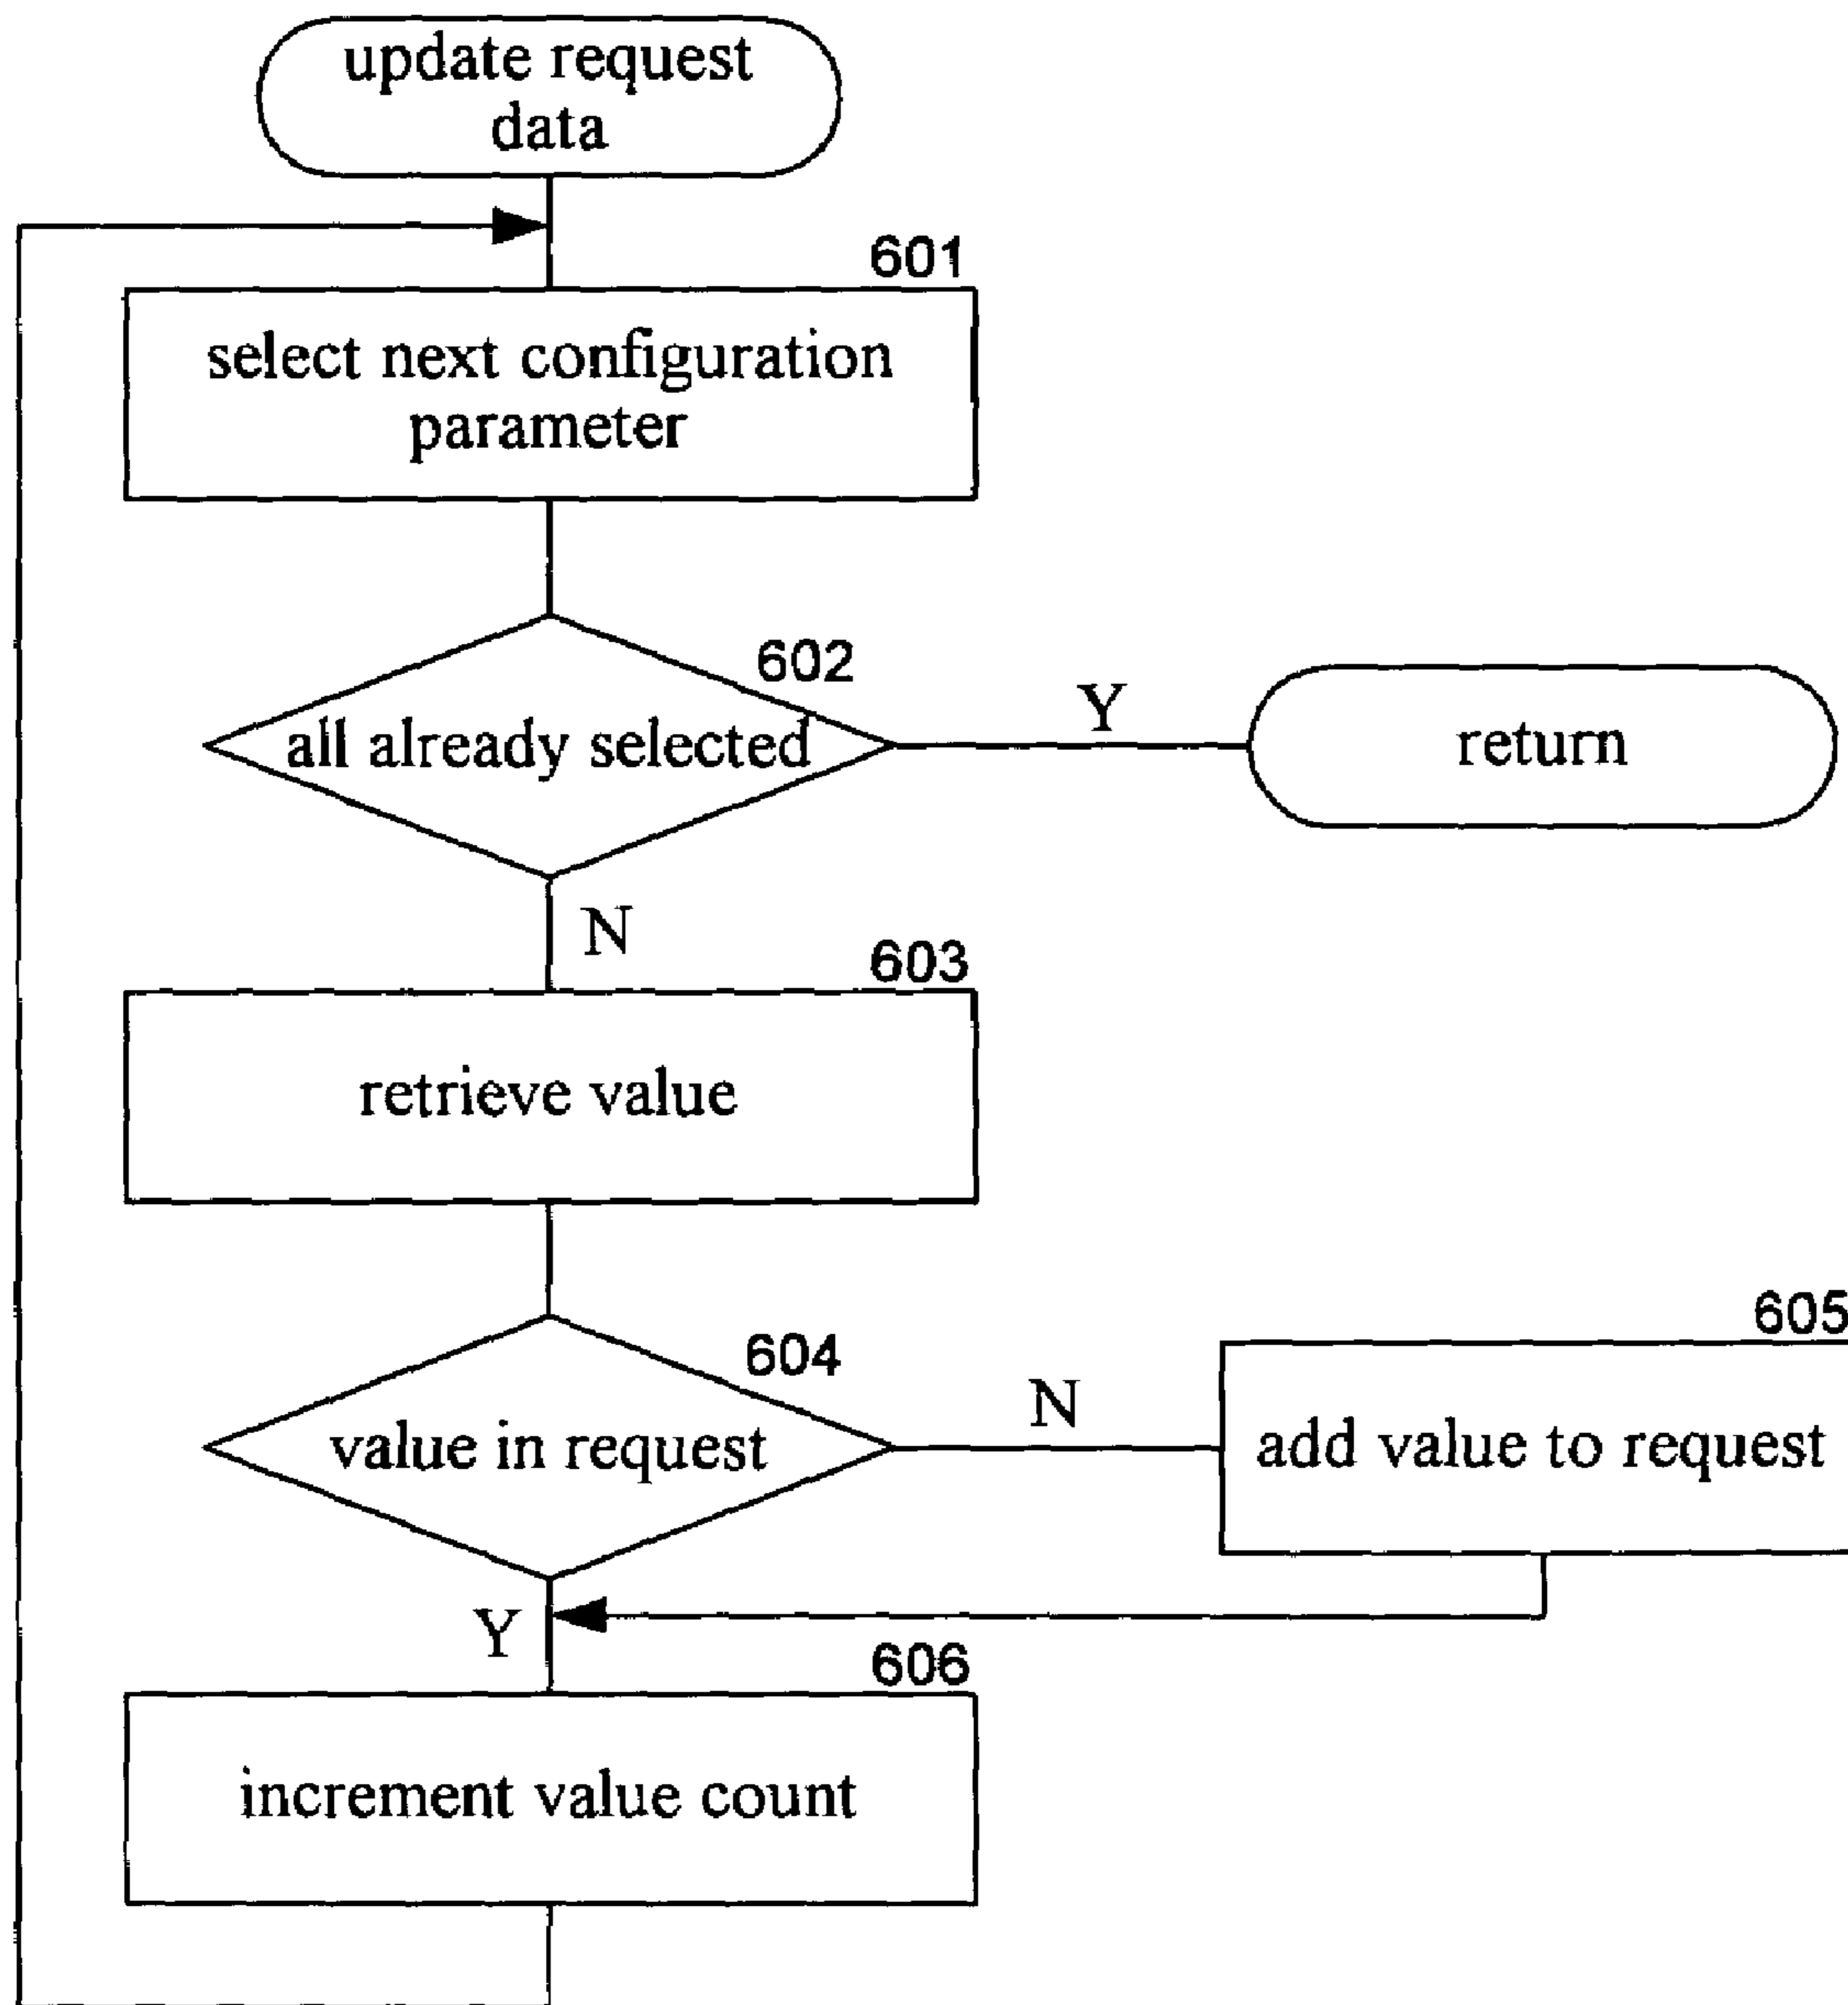 update request
data
601
select next configuration
parameter
602
all already selected
Y
return
N
603
retrieve value
604
value in request
N
605
add value to request
Y
606
increment value count